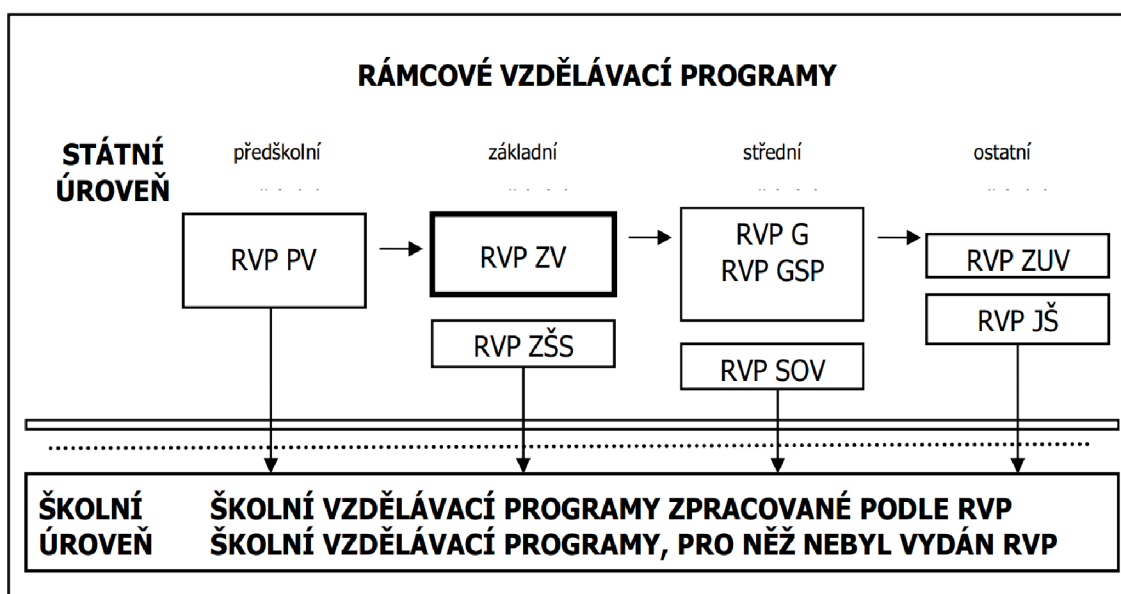 RÁMCOVÉ VZDĚLÁVACÍ PROGRAMY
STÁTNÍ ÚROVEŇ
předškolní
základní
střední
ostatní
RVP PV
RVP ZV
RVP G
RVP GSP
RVP ZUV
RVP ZŠS
RVP JŠ
RVP SOV
ŠKOLNÍ ÚROVEŇ
ŠKOLNÍ VZDĚLÁVACÍ PROGRAMY ZPRACOVANÉ PODLE RVP
ŠKOLNÍ VZDĚLÁVACÍ PROGRAMY, PRO NĚŽ NEBYL VYDÁN RVP